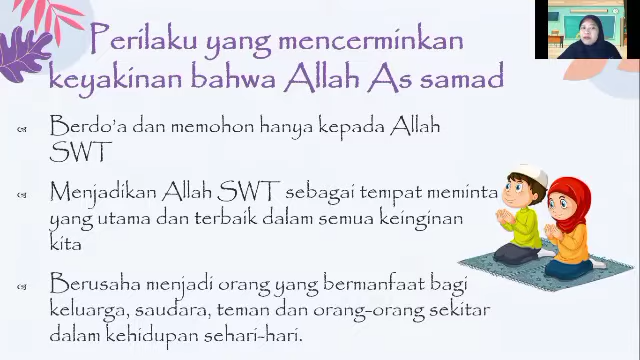 Perilaku yang mencerminkan
keyakinan bahwa Allah As samad
Berdo'a dan memohon hanya kepada Allah
SWT
Menjadikan Allah SWT sebagai tempat meminta
yang utama dan terbaik dalam semua keinginan
kita
Berusaha menjadi orang yang bermanfaat bagi
keluarga, saudara, teman dan orang-orang sekitar
dalam kehidupan sehari-hari.